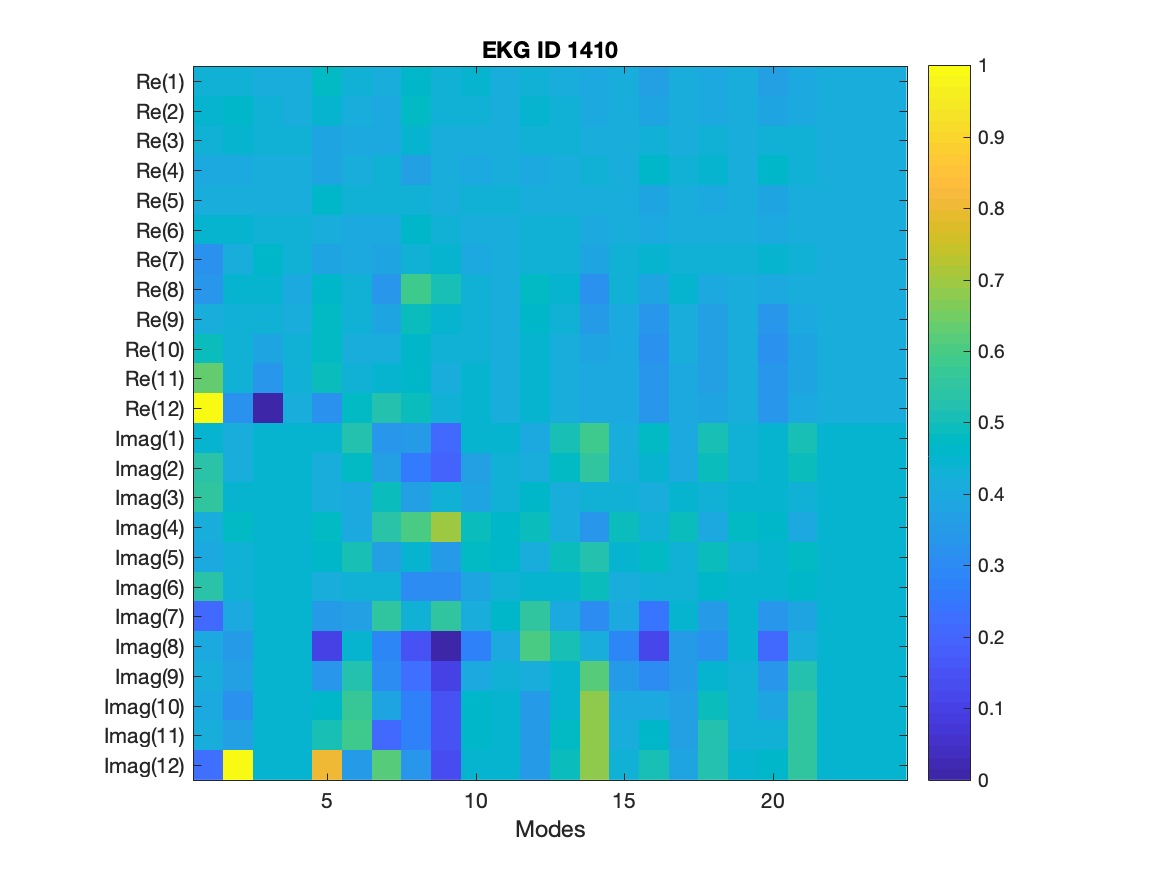 EKG ID 1410
Re(1)
Re(2)
Re(3)
Re(4)
Re(5)
Re(6)
Re(7)
Re(8)
Re(9)
Re(10)
Re(11)
Re(12)
Imag(1)
Imag(2)
Imag(3)
Imag(4)
Imag(5)
Imag(6)
Imag(7)
Imag(8)
Imag(9)
Imag(10)
Imag(11)
Imag(12)
5 10 15 20
Modes
1
0.9
0.8
0.7
0.6
0.5
0.4
0.3
0.2
0.1
0